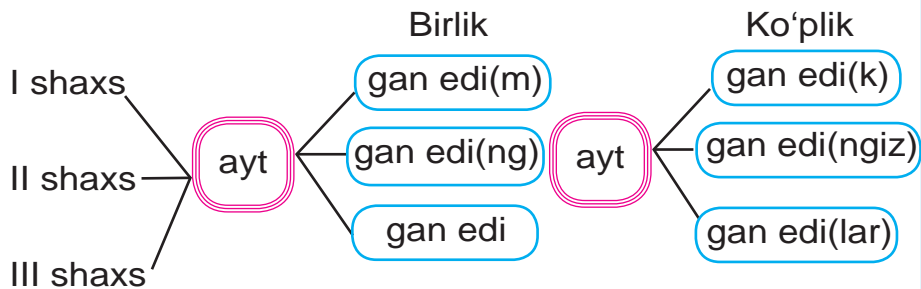 Birlik
Ko‘plik
I shaxs
gan edi(m)
gan edi(k)
II shaxs
ayt
gan edi(ng)
ayt
gan edi(ngiz)
III shaxs
gan edi
gan edi(lar)